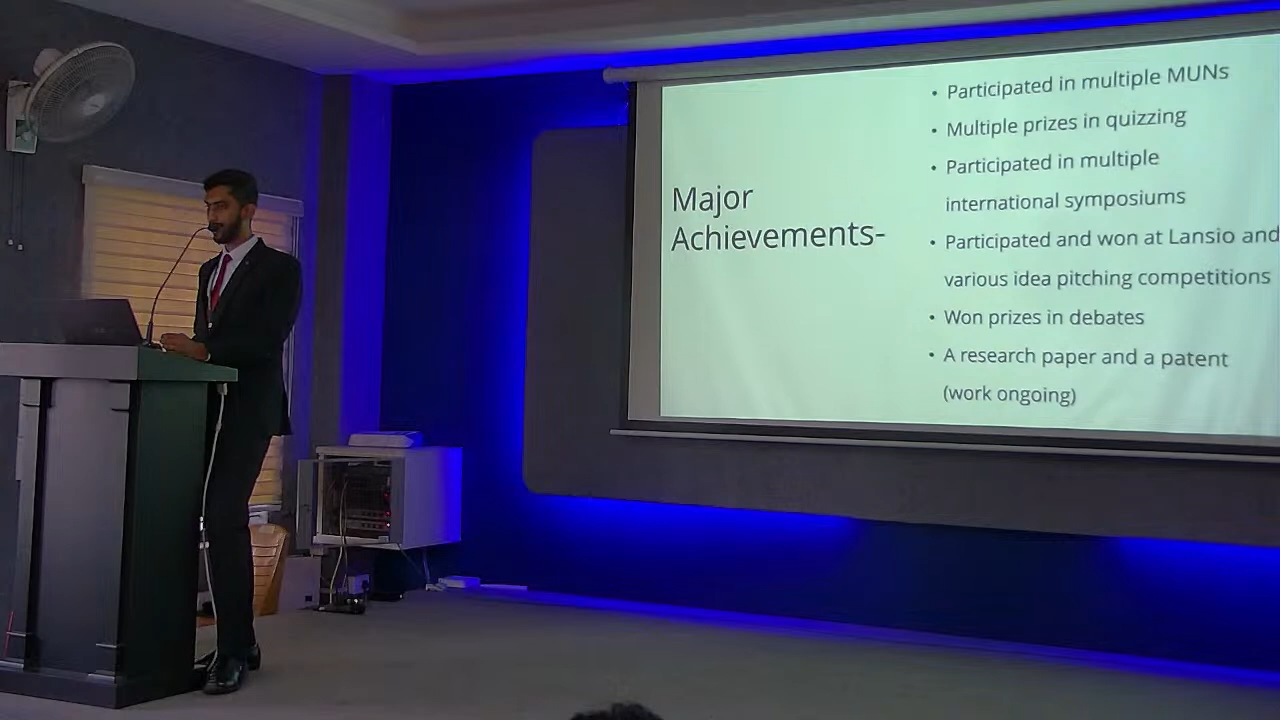 Major
Achievements-
• Participated in multiple MUNs
• Multiple prizes in quizzing
• Participated in multiple
international symposiums
• Participated and won at Lansio and
various idea pitching competitions
• Won prizes in debates
• A research paper and a patent
(work ongoing)